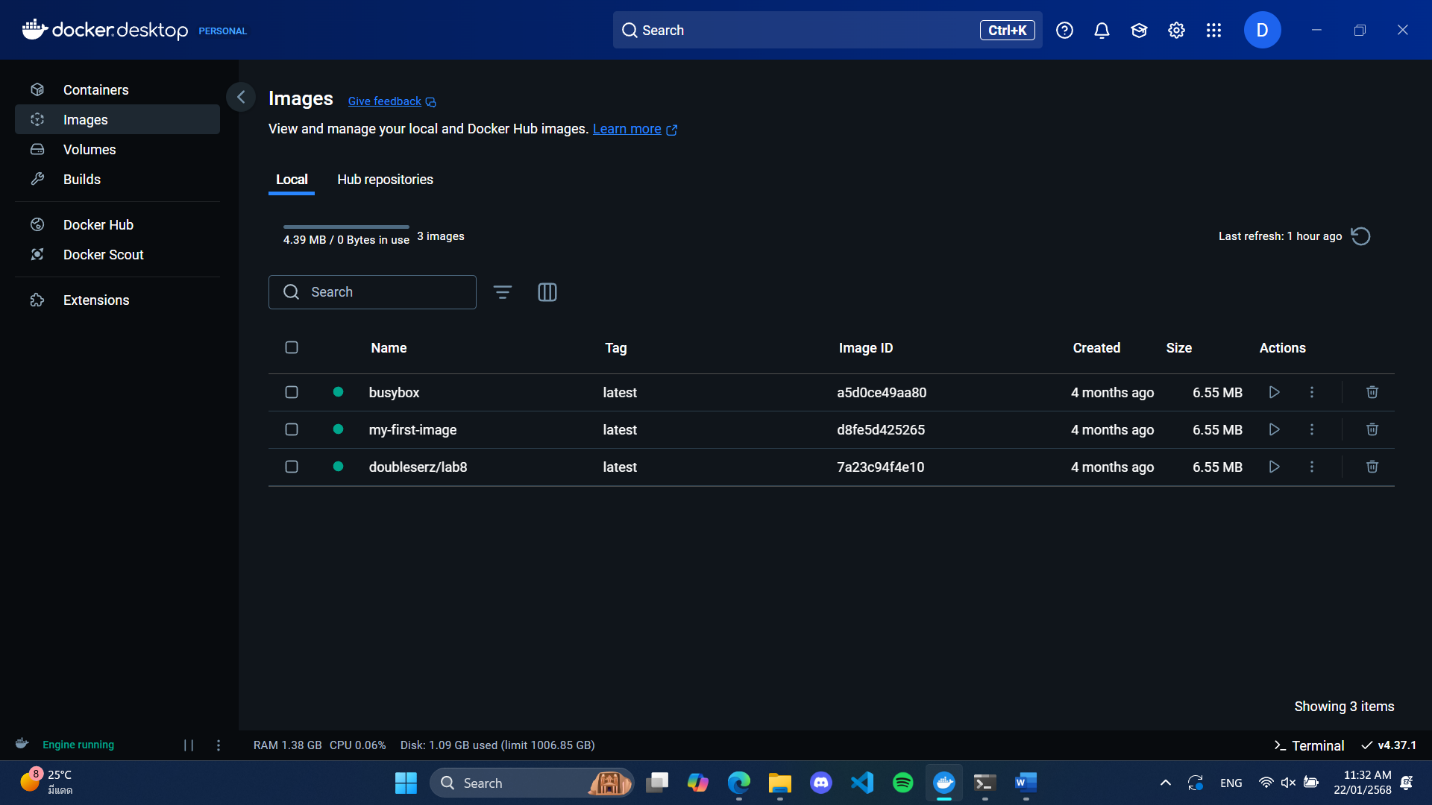 docker.desktop PERSONAL
Search Ctrl+K
D
Containers
Images
Volumes
Builds
Docker Hub
Docker Scout
Extensions
Images Give feedback
View and manage your local and Docker Hub images. Learn more
Local Hub repositories
4.39 MB / 0 Bytes in use 3 images
Last refresh: 1 hour ago
Search
Name Tag Image ID Created Size Actions
busybox latest a5d0ce49aa80 4 months ago 6.55 MB
my-first-image latest d8fe5d425265 4 months ago 6.55 MB
doubleserz/lab8 latest 7a23c94f4e10 4 months ago 6.55 MB
Showing 3 items
Engine running
RAM 1.38 GB CPU 0.06% Disk: 1.09 GB used (limit 1006.85 GB)
Terminal v4.37.1
8
25°C
มีแดด
Search
ENG
11:32 AM
22/01/2568